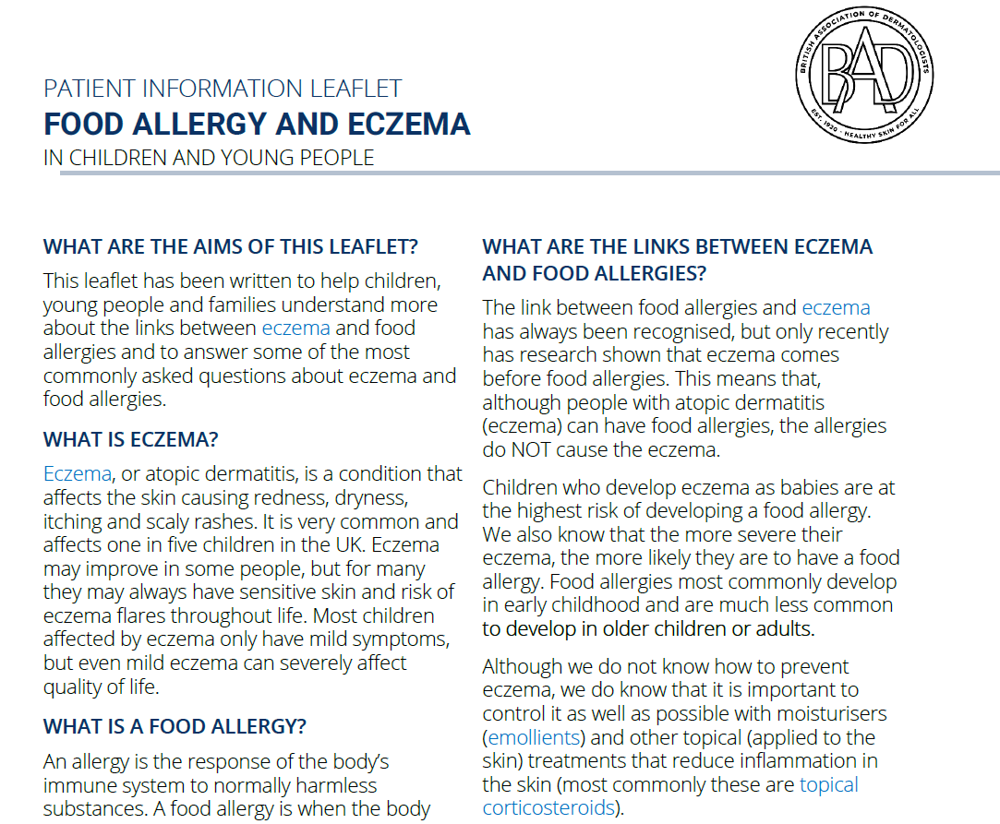 BRITISH ASSOCIATION OF DERMATOLOGISTS
BAD
EST. 1920 · HEALTHY SKIN FOR ALL
PATIENT INFORMATION LEAFLET
FOOD ALLERGY AND ECZEMA
IN CHILDREN AND YOUNG PEOPLE
WHAT ARE THE AIMS OF THIS LEAFLET?
This leaflet has been written to help children,
young people and families understand more
about the links between eczema and food
allergies and to answer some of the most
commonly asked questions about eczema and
food allergies.
WHAT IS ECZEMA?
Eczema, or atopic dermatitis, is a condition that
affects the skin causing redness, dryness,
itching and scaly rashes. It is very common and
affects one in five children in the UK. Eczema
may improve in some people, but for many
they may always have sensitive skin and risk of
eczema flares throughout life. Most children
affected by eczema only have mild symptoms,
but even mild eczema can severely affect
quality of life.
WHAT IS A FOOD ALLERGY?
An allergy is the response of the body’s
immune system to normally harmless
substances. A food allergy is when the body
WHAT ARE THE LINKS BETWEEN ECZEMA
AND FOOD ALLERGIES?
The link between food allergies and eczema
has always been recognised, but only recently
has research shown that eczema comes
before food allergies. This means that,
although people with atopic dermatitis
(eczema) can have food allergies, the allergies
do NOT cause the eczema.
Children who develop eczema as babies are at
the highest risk of developing a food allergy.
We also know that the more severe their
eczema, the more likely they are to have a food
allergy. Food allergies most commonly develop
in early childhood and are much less common
to develop in older children or adults.
Although we do not know how to prevent
eczema, we do know that it is important to
control it as well as possible with moisturisers
(emollients) and other topical (applied to the
skin) treatments that reduce inflammation in
the skin (most commonly these are topical
corticosteroids).